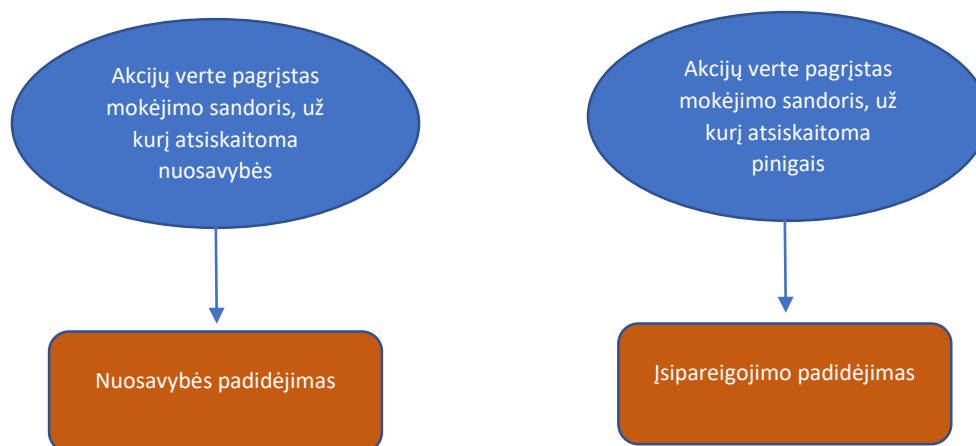 Akcijų verte pagrįstas
mokėjimo sandoris, už
kurį atsiskaitoma
nuosavybės
Nuosavybės padidėjimas
Akcijų verte pagrįstas
mokėjimo sandoris, už
kurį atsiskaitoma
pinigais
Įsipareigojimo padidėjimas